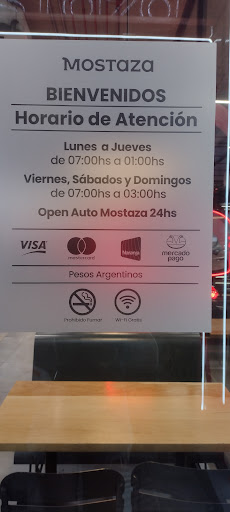 MOSTAZA
BIENVENIDOS
Horario de Atención
Lunes a Jueves
de 07:00hs a 01:00hs
Viernes, Sábados y Domingos
de 07:00hs a 03:00hs
Open Auto Mostaza 24hs
VISA
mastercard
mercado
pago
Pesos Argentinos
Prohibido Fumar
Wi-Fi Gratis